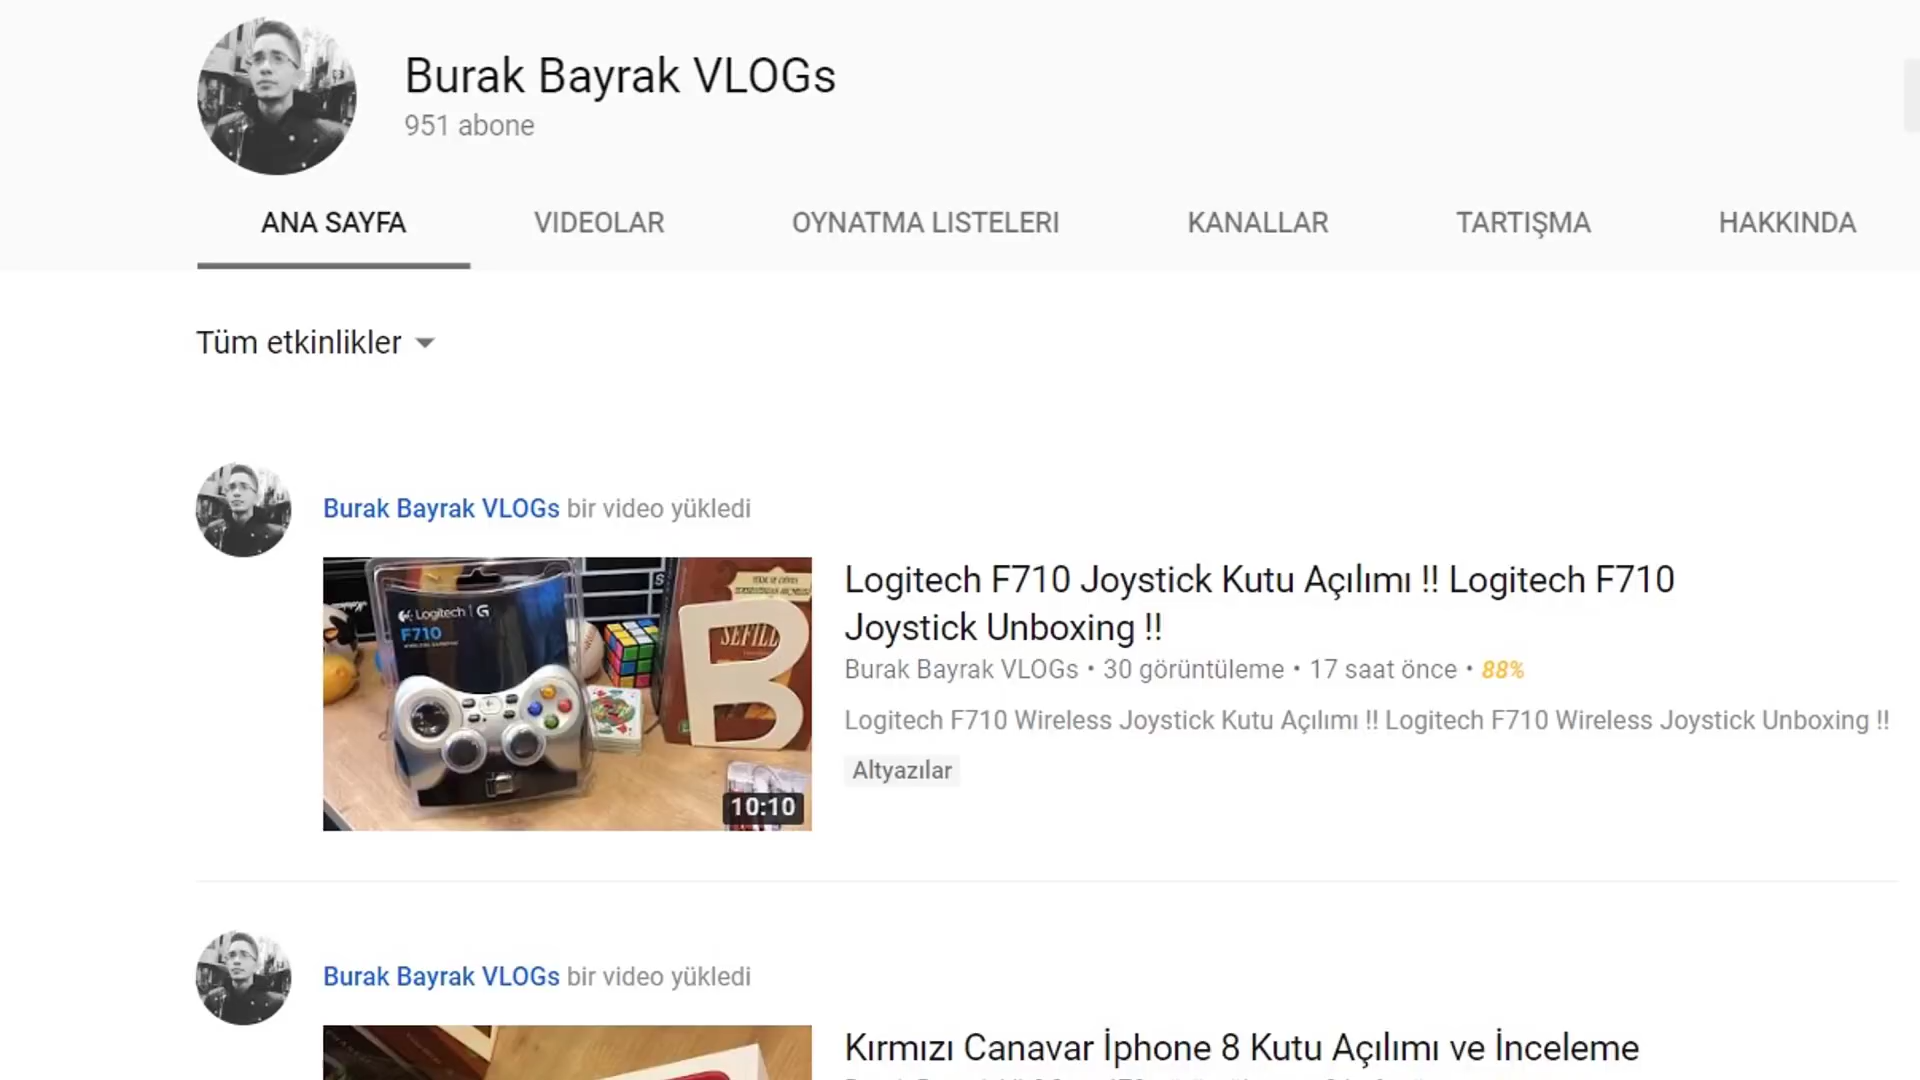 Burak Bayrak VLOGs
951 abone
ANA SAYFA VIDEOLAR OYNATMA LISTELERI KANALLAR TARTIŞMA HAKKINDA
Tüm etkinlikler
Burak Bayrak VLOGs bir video yükledi
Logitech G
F710
SEFİLL
B
10:10
Logitech F710 Joystick Kutu Açılımı !! Logitech F710
Joystick Unboxing !!
Burak Bayrak VLOGs • 30 görüntüleme • 17 saat önce • 88%
Logitech F710 Wireless Joystick Kutu Açılımı !! Logitech F710 Wireless Joystick Unboxing !!
Altyazılar
Burak Bayrak VLOGs bir video yükledi
Kırmızı Canavar İphone 8 Kutu Açılımı ve İnceleme